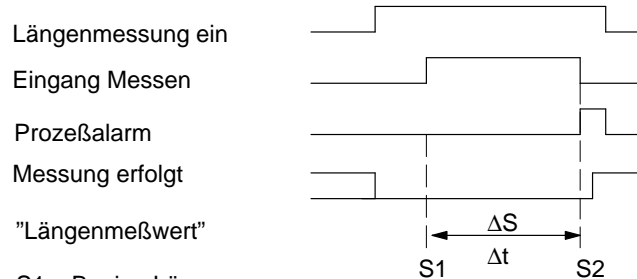 Längenmessung ein
Eingang Messen
Prozeßalarm
Messung erfolgt
”Längenmeßwert”
ΔS
Δt
S1 S2